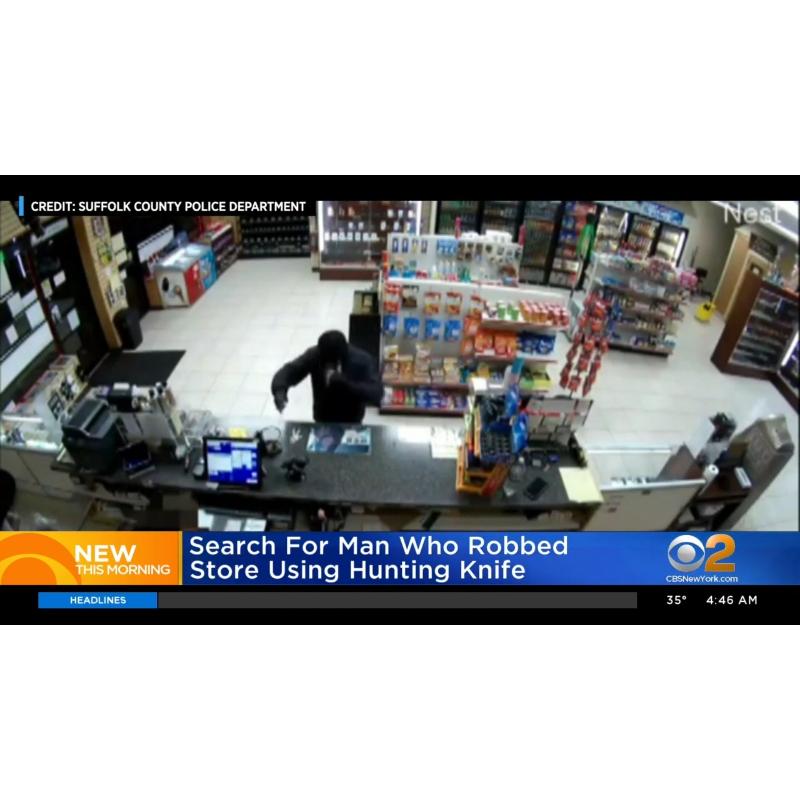 CREDIT: SUFFOLK COUNTY POLICE DEPARTMENT
Nest
NEW
THIS MORNING
Search For Man Who Robbed
Store Using Hunting Knife
2
CBSNewYork.com
HEADLINES
35° 4:46 AM